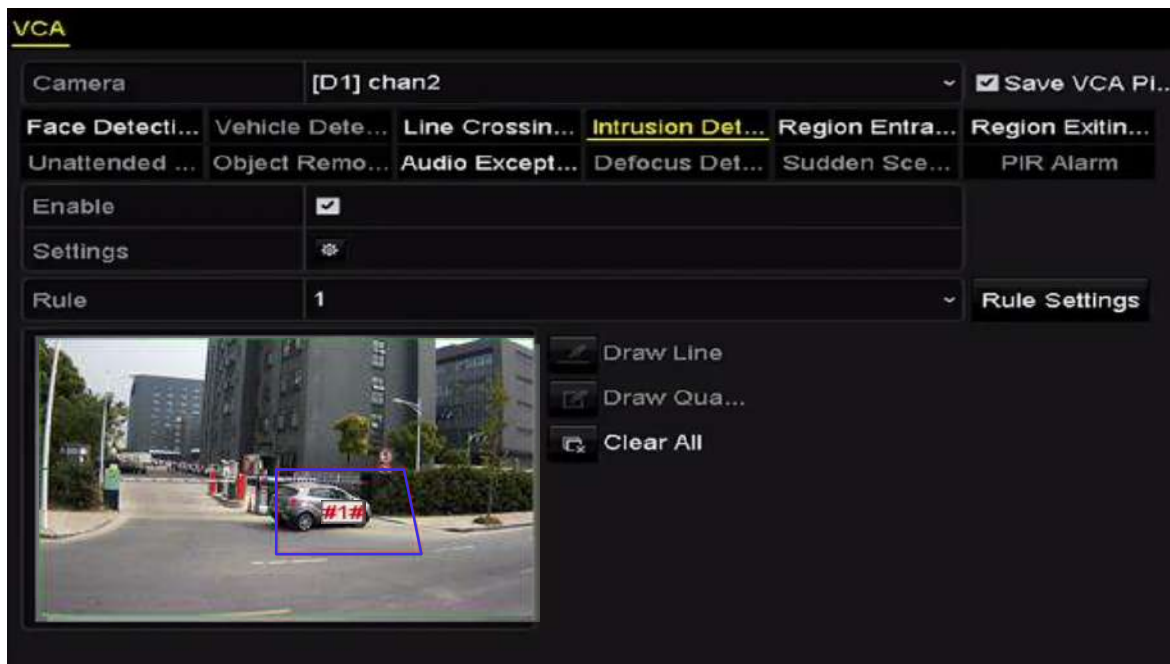 VCA
Camera [D1] chan2 Save VCA Pi...
Face Detecti... Vehicle Dete... Line Crossin... Intrusion Det... Region Entra... Region Exitin...
Unattended ... Object Remo... Audio Except... Defocus Det... Sudden Sce... PIR Alarm
Enable
Settings
Rule 1 Rule Settings
Draw Line
Draw Qua...
Clear All
#1#